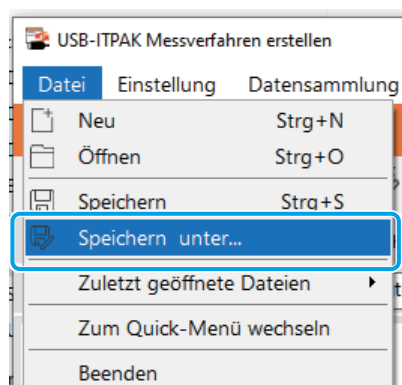 USB-ITPAK Messverfahren erstellen
Datei Einstellung Datensammlung
Neu Strg+N
Öffnen Strg+O
Speichern Strg+S
Speichern unter...
Zuletzt geöffnete Dateien
Zum Quick-Menü wechseln
Beenden